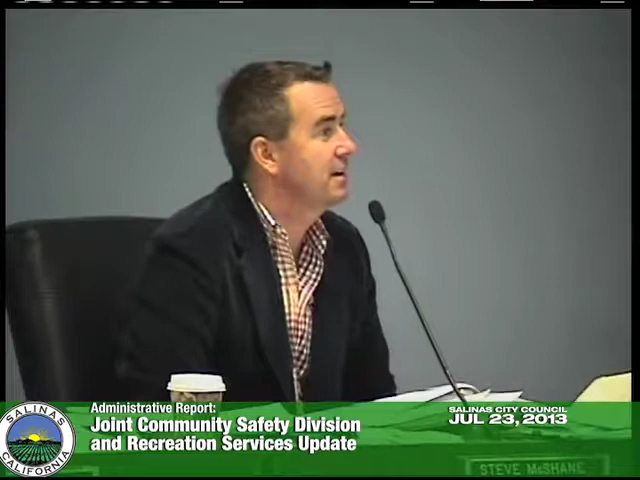 Administrative Report:
Joint Community Safety Division
and Recreation Services Update
SALINAS CITY COUNCIL
JUL 23, 2013
SALINAS
CALIFORNIA
STEVE McSHANE